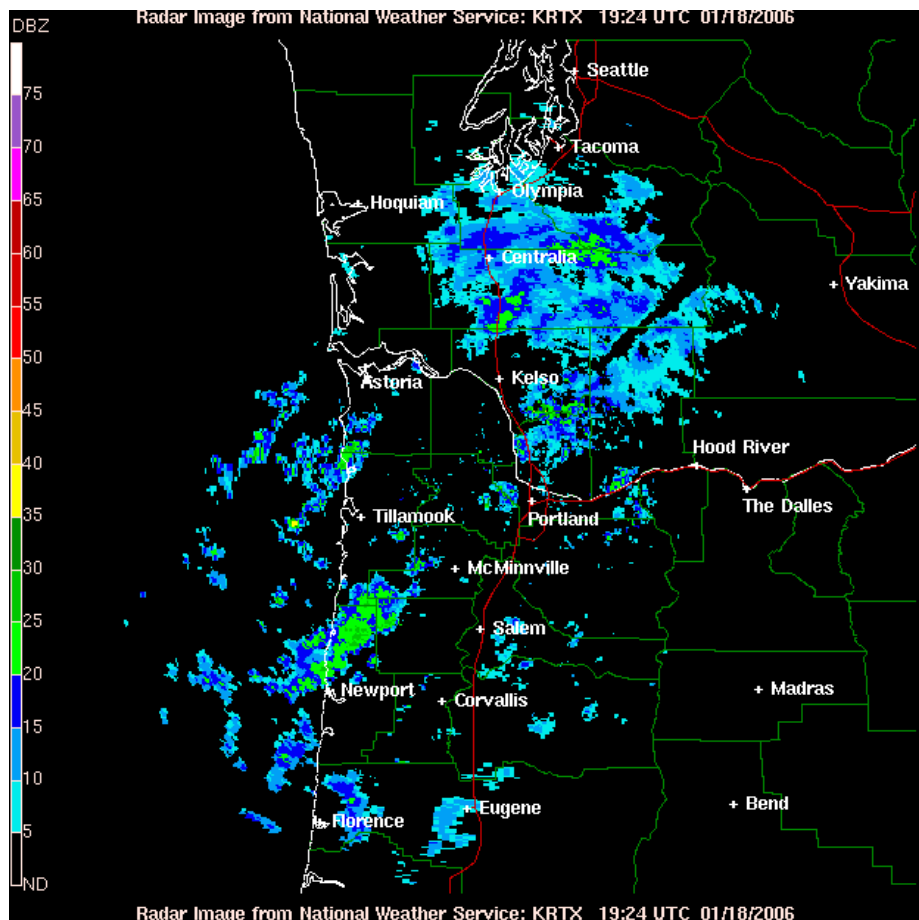 Radar Image from National Weather Service: KRTX 19:24 UTC 01/18/2006
DBZ
Seattle
75
Tacoma
70
Olympia
65
Hoquiam
60
Centralia
Yakima
55
50
Kelso
Astoria
45
Hood River
40
The Dalles
Tillamook
Portland
35
McMinnville
30
25
Salem
20
Newport
Madras
Corvallis
15
10
Eugene
Bend
Florence
5
ND
Radar Image from National Weather Service: KRTX 19:24 UTC 01/18/2006